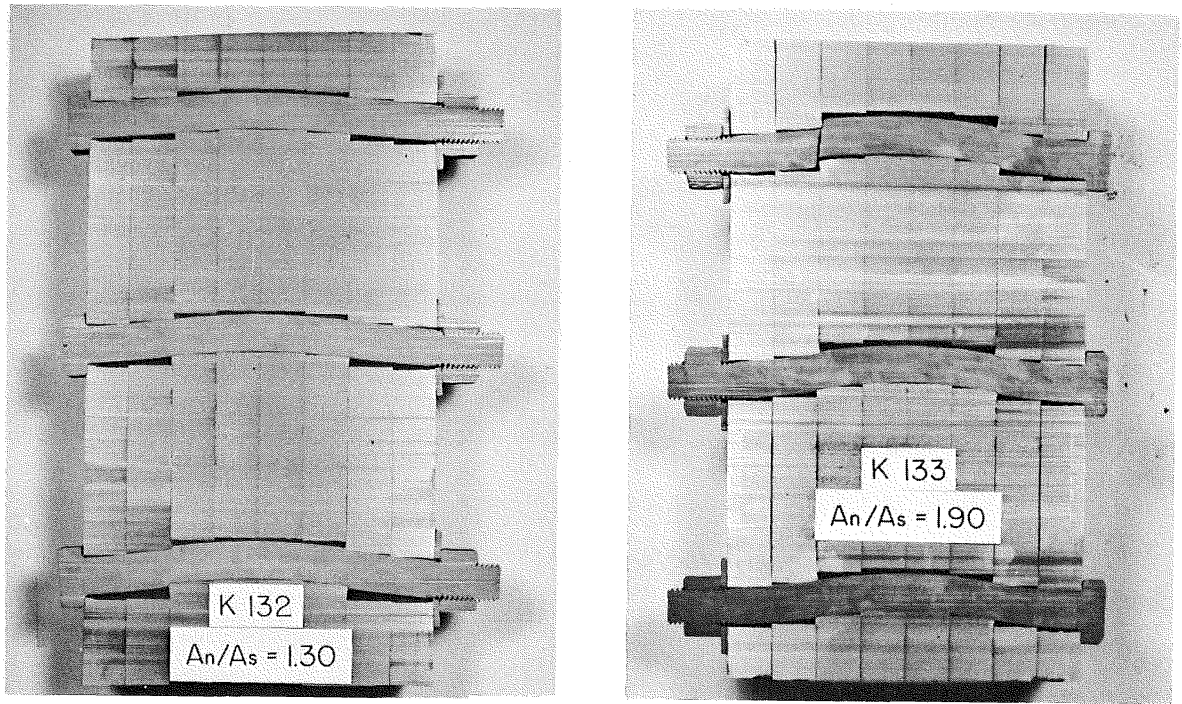 K 132
An/As = 1.30
K 133
An/As = 1.90